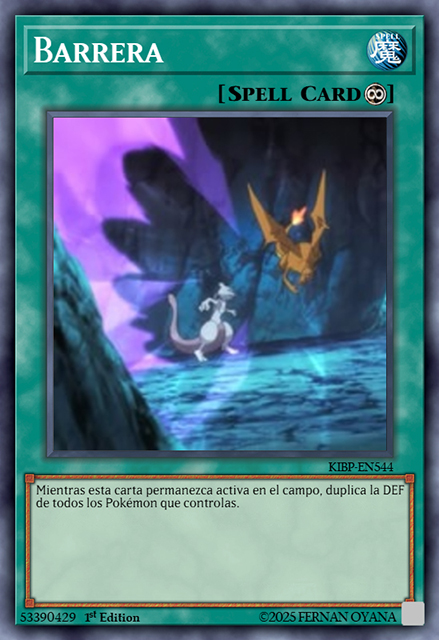 BARRERA
SPELL
魔
[SPELL CARD]
KIBP-EN544
Mientras esta carta permanezca activa en el campo, duplica la DEF
de todos los Pokémon que controlas.
53390429 1st Edition ©2025 FERNAN OYANA